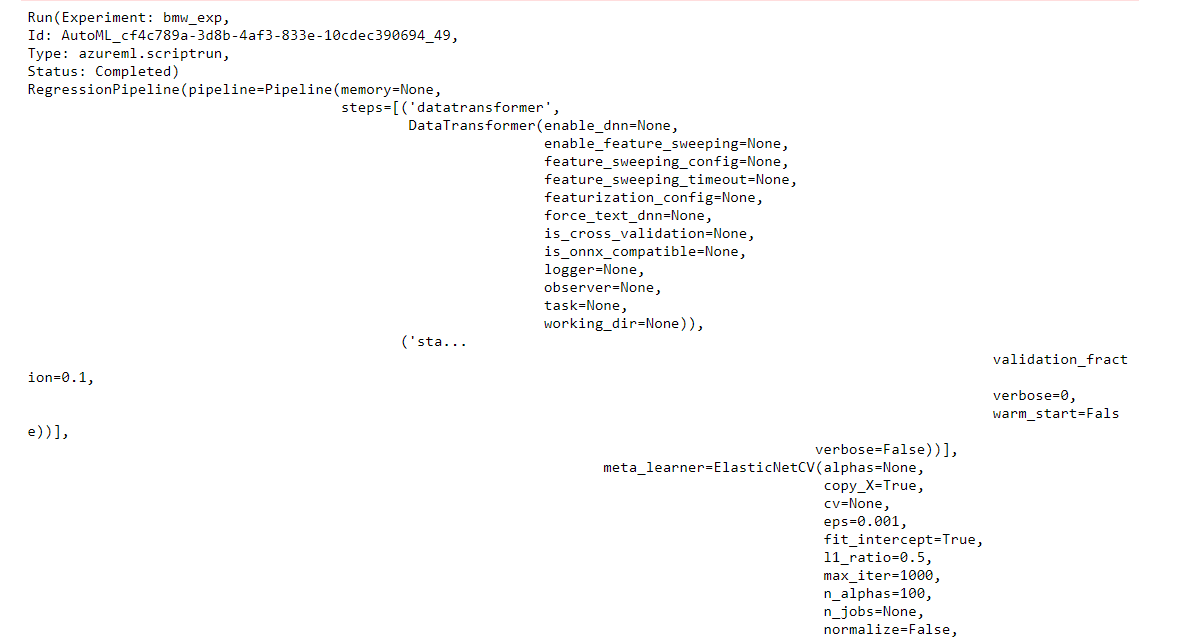 Run(Experiment: bmw_exp,
Id: AutoML_cf4c789a-3d8b-4af3-833e-10cdec390694_49,
Type: azureml.scriptrun,
Status: Completed)
RegressionPipeline(pipeline=Pipeline(memory=None,
steps=[('datatransformer',
DataTransformer(enable_dnn=None,
enable_feature_sweeping=None,
feature_sweeping_config=None,
feature_sweeping_timeout=None,
featurization_config=None,
force_text_dnn=None,
is_cross_validation=None,
is_onnx_compatible=None,
logger=None,
observer=None,
task=None,
working_dir=None)),
('sta...
validation_fract
ion=0.1,
verbose=0,
warm_start=Fals
e))],
verbose=False))],
meta_learner=ElasticNetCV(alphas=None,
copy_X=True,
cv=None,
eps=0.001,
fit_intercept=True,
l1_ratio=0.5,
max_iter=1000,
n_alphas=100,
n_jobs=None,
normalize=False,